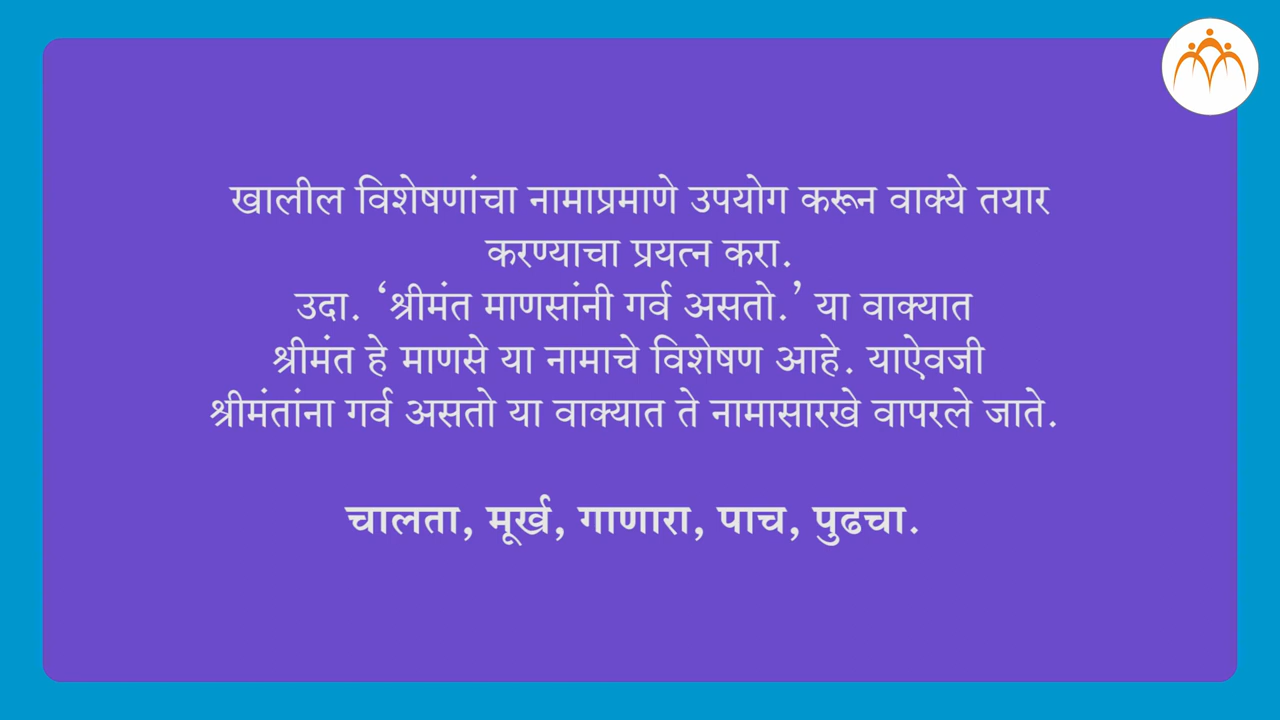 खालील विशेषणांचा नामाप्रमाणे उपयोग करून वाक्ये तयार
करण्याचा प्रयत्न करा.
उदा. ‘श्रीमंत माणसांनी गर्व असतो.’ या वाक्यात
श्रीमंत हे माणसे या नामाचे विशेषण आहे. याऐवजी
श्रीमंतांना गर्व असतो या वाक्यात ते नामासारखे वापरले जाते.
चालता, मूर्ख, गाणारा, पाच, पुढचा.